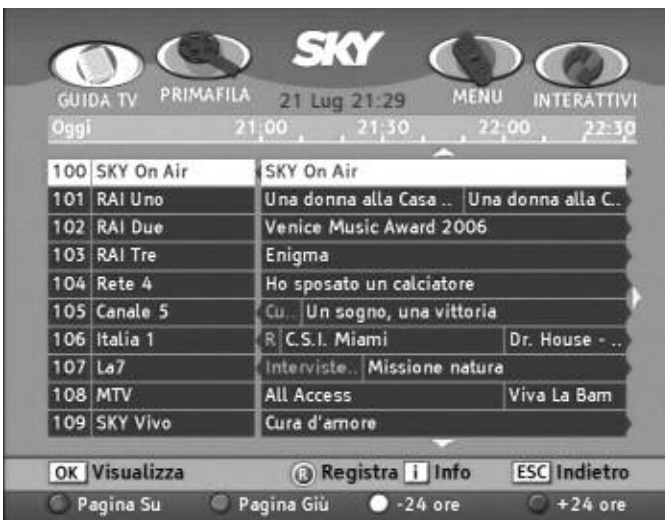 SKY
GUIDA TV PRIMAFILA 21 Lug 21:29 MENU INTERATTIVI
Oggi 21:00 21:30 22:00 22:30
100 SKY On Air SKY On Air
101 RAI Uno Una donna alla Casa .. Una donna alla C..
102 RAI Due Venice Music Award 2006
103 RAI Tre Enigma
104 Rete 4 Ho sposato un calciatore
105 Canale 5 Cu.. Un sogno, una vittoria
106 Italia 1 R C.S.I. Miami Dr. House - ..
107 La7 Interviste.. Missione natura
108 MTV All Access Viva La Bam
109 SKY Vivo Cura d'amore
OK Visualizza R Registra i Info ESC Indietro
Pagina Su Pagina Giù -24 ore +24 ore